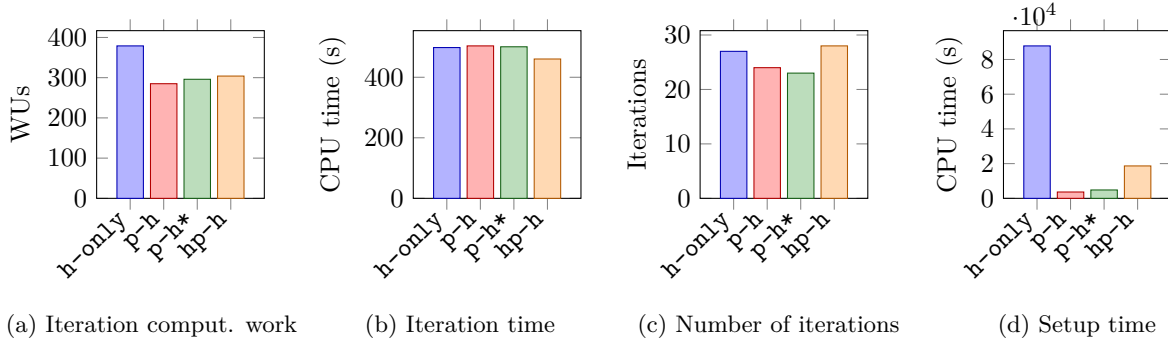 WUs
400
300
200
100
0
h-only
p-h
p-h*
hp-h
(a) Iteration comput. work
CPU time (s)
400
200
0
h-only
p-h
p-h*
hp-h
(b) Iteration time
Iterations
30
20
10
0
h-only
p-h
p-h*
hp-h
(c) Number of iterations
·10⁴
CPU time (s)
8
6
4
2
0
h-only
p-h
p-h*
hp-h
(d) Setup time